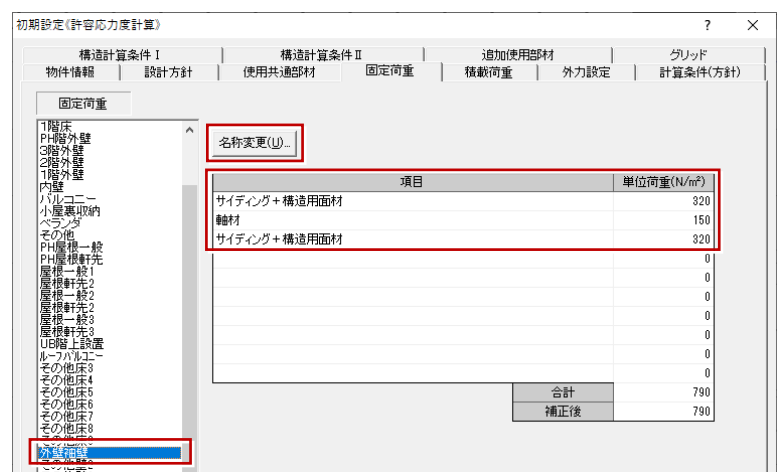 初期設定《許容応力度計算》
?
×
構造計算条件Ⅰ
構造計算条件Ⅱ
追加使用部材
グリッド
物件情報
設計方針
使用共通部材
固定荷重
積載荷重
外力設定
計算条件(方針)
固定荷重
1階床
PH階外壁
3階外壁
2階外壁
1階外壁
内壁
バルコニー
小屋裏収納
ベランダ
その他
PH屋根一般
PH屋根軒先
屋根一般1
屋根軒先2
屋根一般2
屋根軒先2
屋根一般3
屋根軒先3
UB階上設置
ルーフバルコニー
その他床3
その他床4
その他床5
その他床6
その他床7
その他床8
外壁袖壁
名称変更(U)...
項目 単位荷重(N/m²)
サイディング+構造用面材 320
軸材 150
サイディング+構造用面材 320
0
0
0
0
0
0
0
合計 790
補正後 790